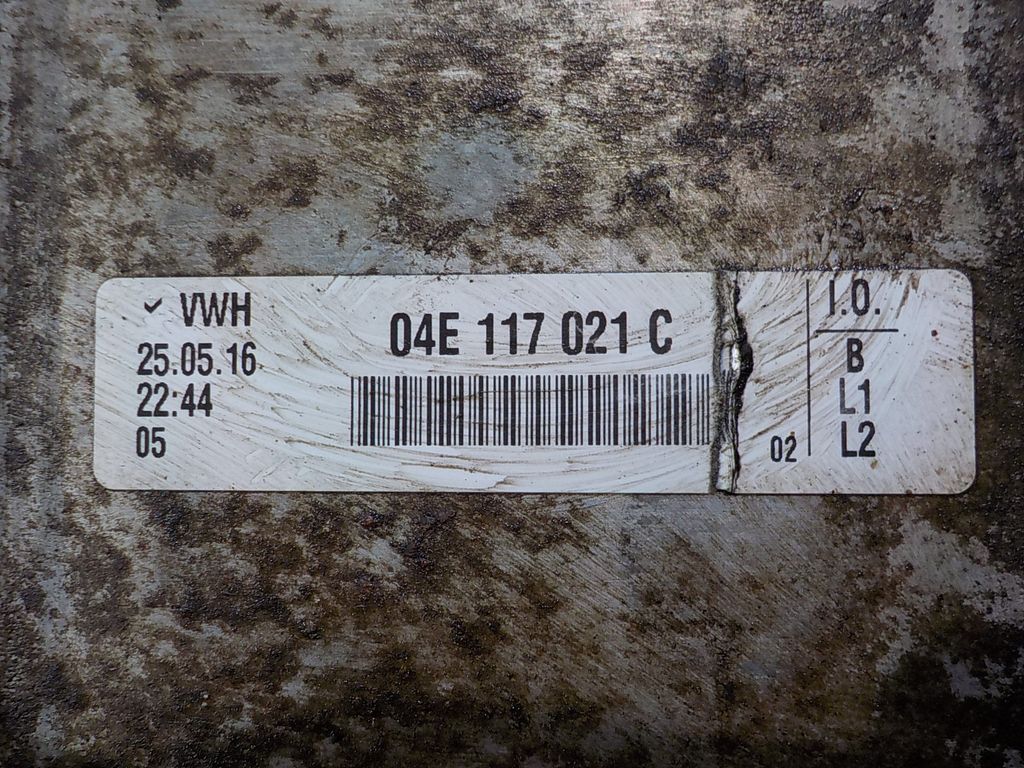 ✓ VWH
25.05.16
22:44
05
04E 117 021 C
02
I.O.
B
L1
L2